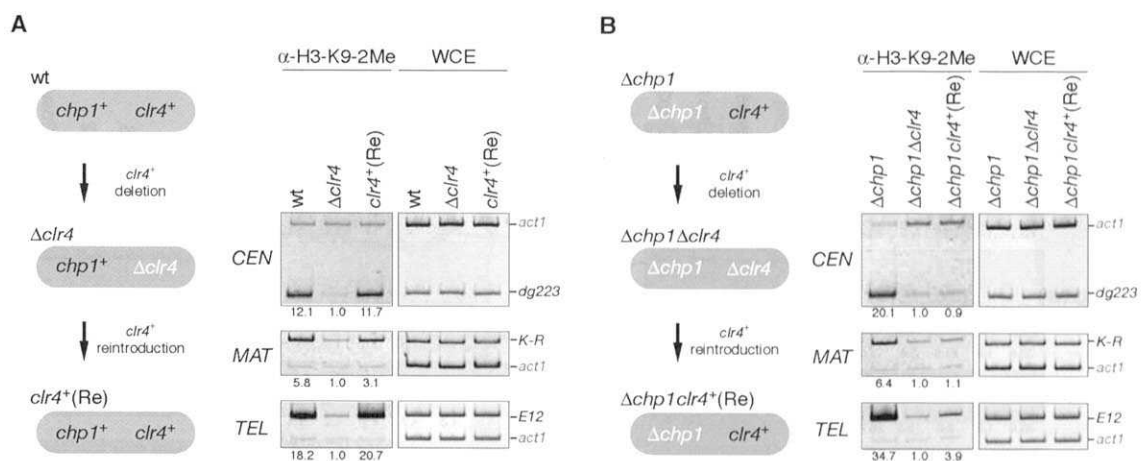 A
wt
chp1+ clr4+
clr4+
deletion
Δclr4
chp1+ Δclr4
clr4+
reintroduction
clr4+(Re)
chp1+ clr4+
α-H3-K9-2Me WCE
wt Δclr4 clr4+(Re) wt Δclr4 clr4+(Re)
CEN
act1
dg223
12.1 1.0 11.7
MAT
K-R
act1
5.8 1.0 3.1
TEL
E12
act1
18.2 1.0 20.7
B
Δchp1
Δchp1 clr4+
clr4+
deletion
Δchp1Δclr4
Δchp1 Δclr4
clr4+
reintroduction
Δchp1clr4+(Re)
Δchp1 clr4+
α-H3-K9-2Me WCE
Δchp1 Δchp1Δclr4 Δchp1clr4+(Re) Δchp1 Δchp1Δclr4 Δchp1clr4+(Re)
CEN
act1
dg223
20.1 1.0 0.9
MAT
K-R
act1
6.4 1.0 1.1
TEL
E12
act1
34.7 1.0 3.9